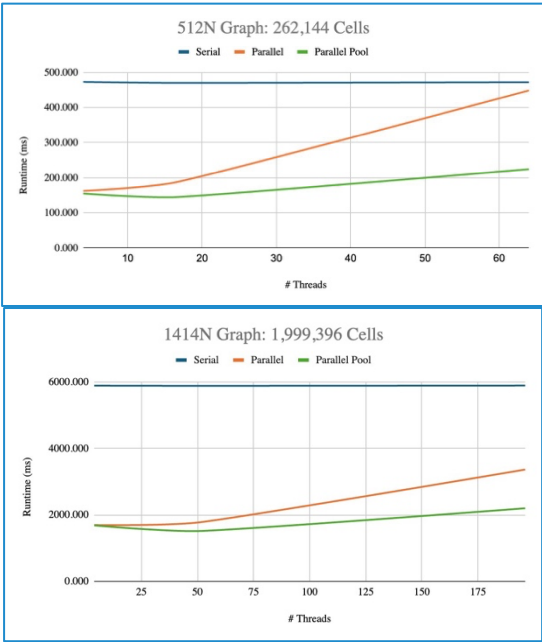 512N Graph: 262,144 Cells
Serial Parallel Parallel Pool
500.000
400.000
300.000
200.000
100.000
0.000
Runtime (ms)
10 20 30 40 50 60
# Threads
1414N Graph: 1,999,396 Cells
Serial Parallel Parallel Pool
6000.000
4000.000
2000.000
0.000
Runtime (ms)
25 50 75 100 125 150 175
# Threads